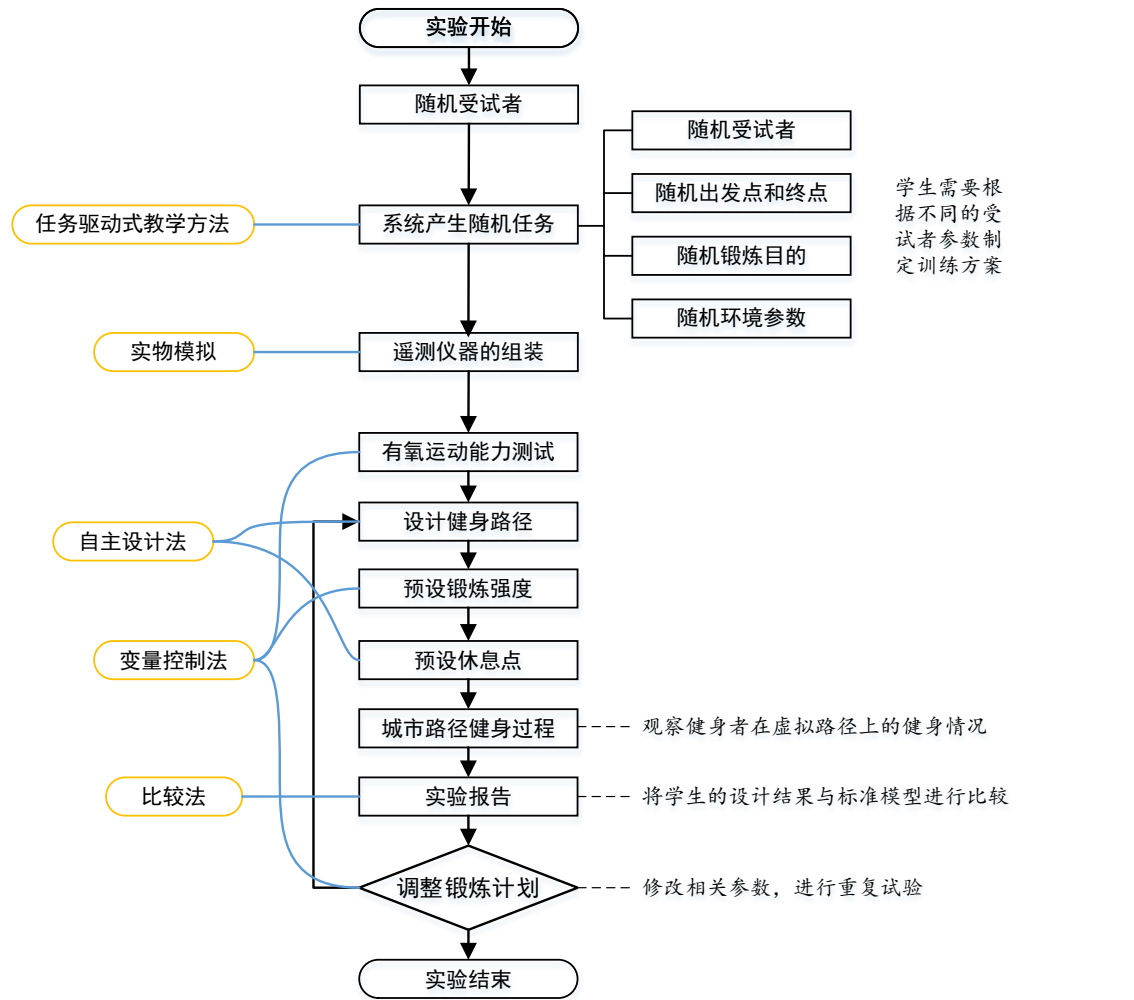 实验开始
随机受试者
随机受试者
随机出发点和终点
学生需要根
据不同的受
试者参数制
定训练方案
任务驱动式教学方法
系统产生随机任务
随机锻炼目的
随机环境参数
实物模拟
遥测仪器的组装
有氧运动能力测试
设计健身路径
自主设计法
预设锻炼强度
变量控制法
预设休息点
城市路径健身过程
观察健身者在虚拟路径上的健身情况
比较法
实验报告
将学生的设计结果与标准模型进行比较
调整锻炼计划
修改相关参数，进行重复试验
实验结束